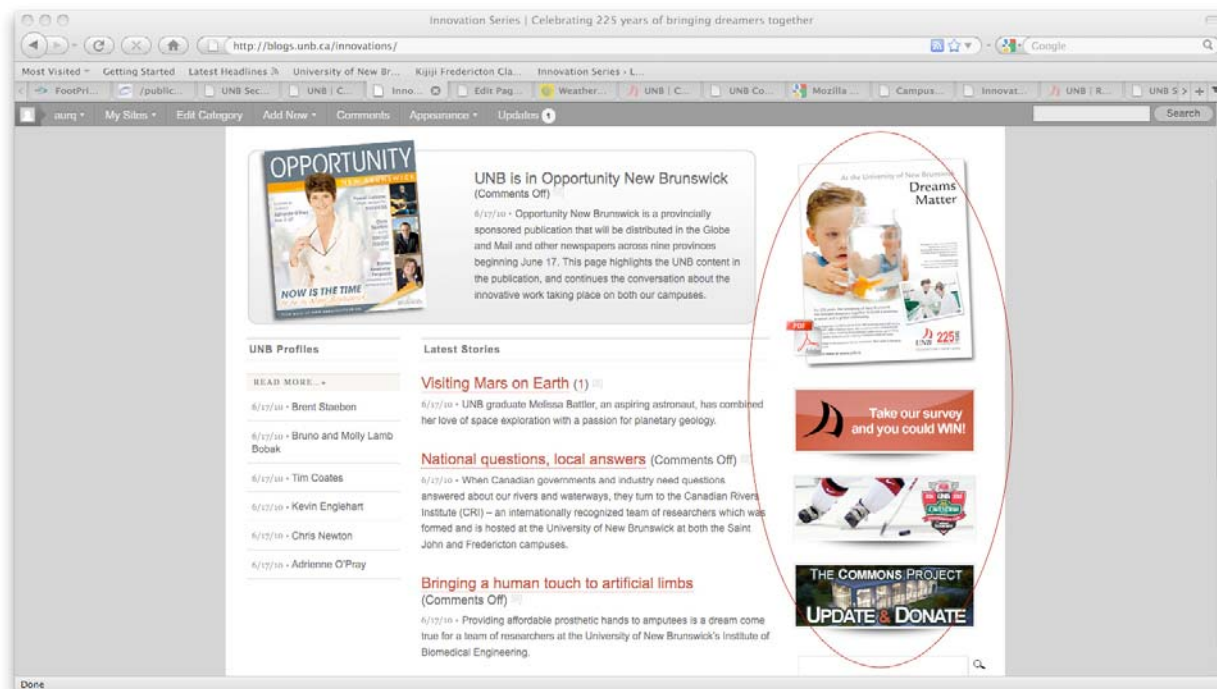 Innovation Series | Celebrating 225 years of bringing dreamers together
http://blogs.unb.ca/innovations/
Google
Most Visited Getting Started Latest Headlines University of New Br... Kijiji Fredericton Cla... Innovation Series › L...
FootPri... /public... UNB Sec... UNB | C... Inno... Edit Pag... Weather... UNB | C... UNB Co... Mozilla ... Campus... Innovat... UNB | R... UNB S
aurq My Sites Edit Category Add New Comments Appearance Updates 1 Search
OPPORTUNITY
NEW BRUNSWICK
NOW IS THE TIME
UNB is in Opportunity New Brunswick
(Comments Off)
6/17/10 • Opportunity New Brunswick is a provincially
sponsored publication that will be distributed in the Globe
and Mail and other newspapers across nine provinces
beginning June 17. This page highlights the UNB content in
the publication, and continues the conversation about the
innovative work taking place on both our campuses.
At the University of New Brunswick
Dreams
Matter
PDF
UNB 225
UNB Profiles
READ MORE... »
6/17/10 • Brent Staeben
6/17/10 • Bruno and Molly Lamb
Bobak
6/17/10 • Tim Coates
6/17/10 • Kevin Englehart
6/17/10 • Chris Newton
6/17/10 • Adrienne O'Pray
Latest Stories
Visiting Mars on Earth (1)
6/17/10 • UNB graduate Melissa Battler, an aspiring astronaut, has combined
her love of space exploration with a passion for planetary geology.
National questions, local answers (Comments Off)
6/17/10 • When Canadian governments and industry need questions
answered about our rivers and waterways, they turn to the Canadian Rivers
Institute (CRI) – an internationally recognized team of researchers which was
formed and is hosted at the University of New Brunswick at both the Saint
John and Fredericton campuses.
Bringing a human touch to artificial limbs
(Comments Off)
6/17/10 • Providing affordable prosthetic hands to amputees is a dream come
true for a team of researchers at the University of New Brunswick's Institute of
Biomedical Engineering.
Take our survey
and you could WIN!
UNB
THE COMMONS PROJECT
UPDATE & DONATE
Done